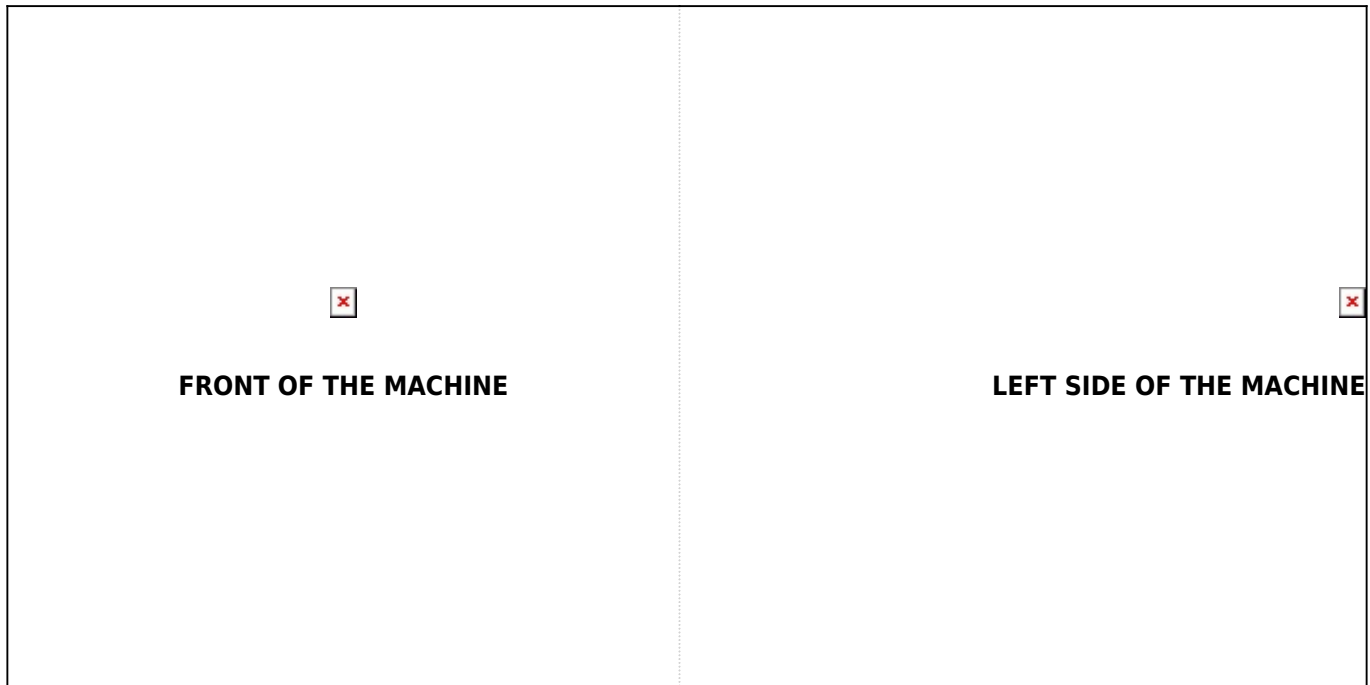 FRONT OF THE MACHINE
LEFT SIDE OF THE MACHINE